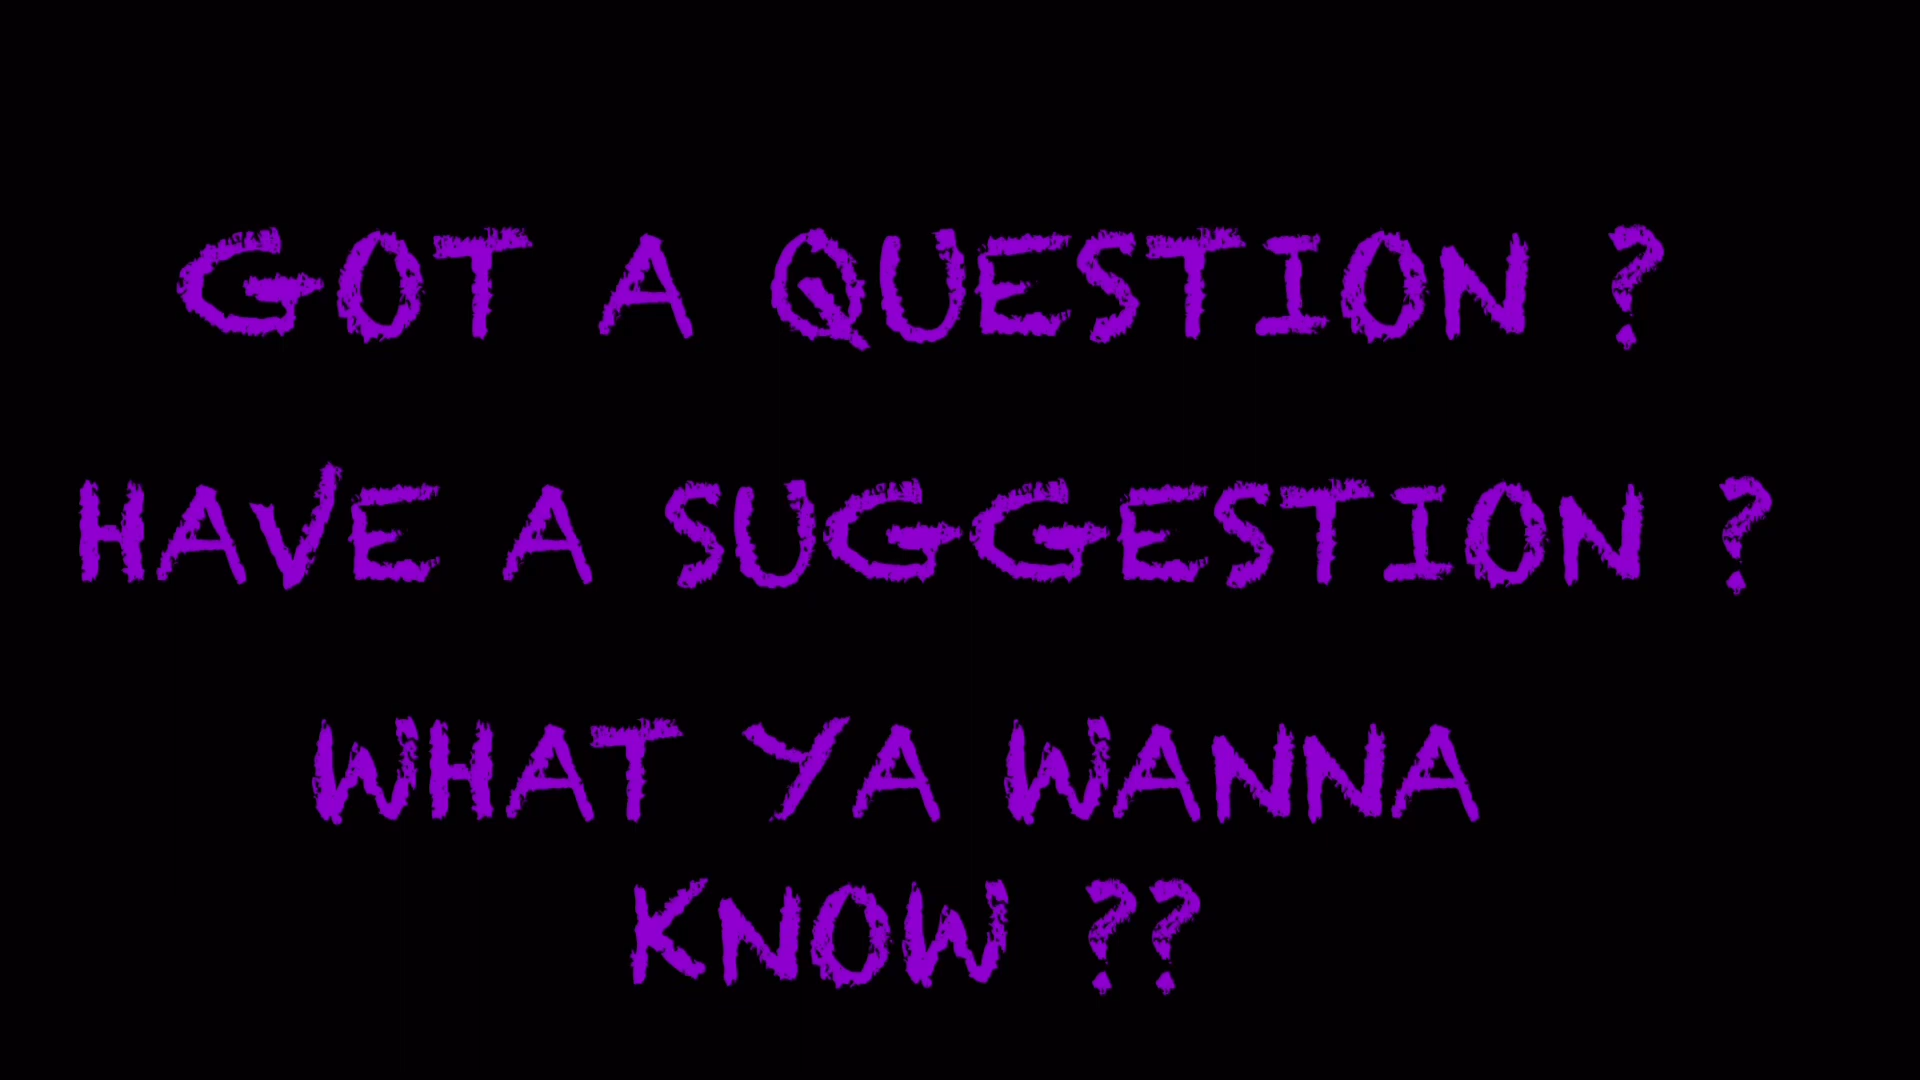 GOT A QUESTION ?
HAVE A SUGGESTION ?
WHAT YA WANNA
KNOW ??